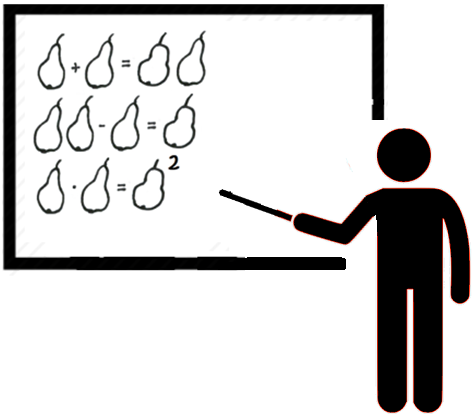 + =
- =
· = 2